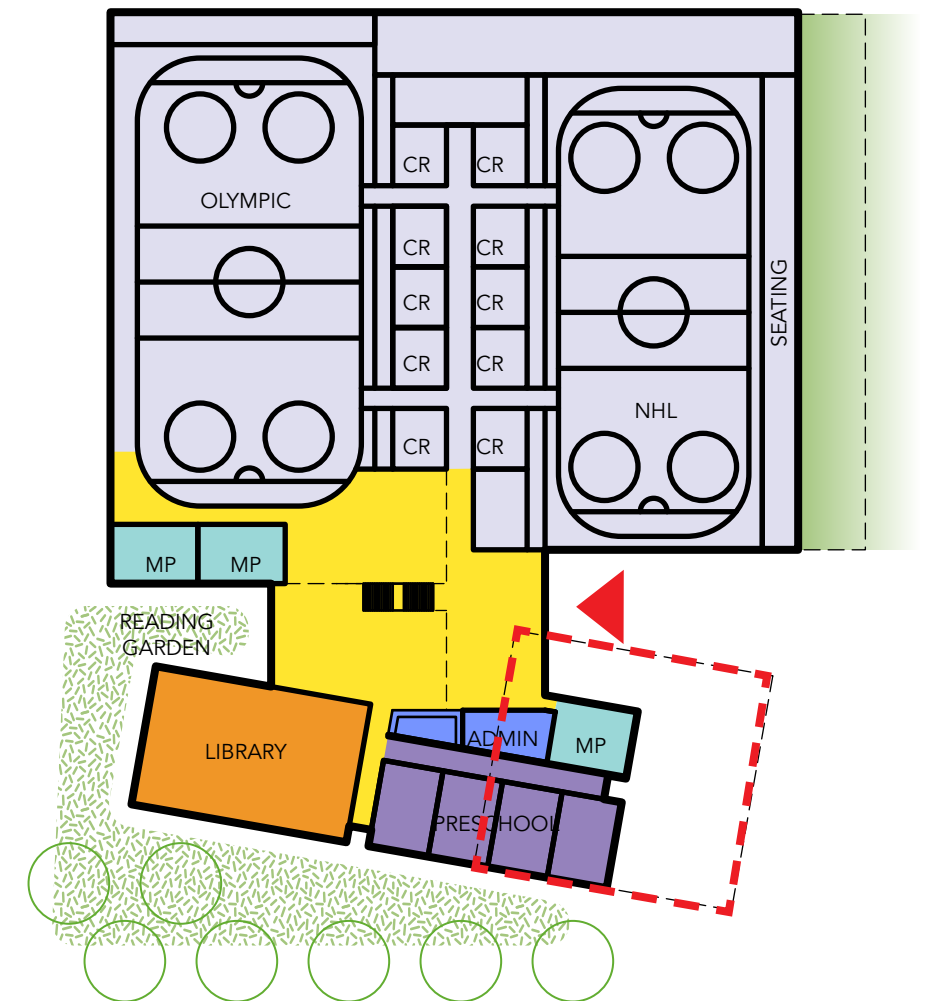 CR
CR
OLYMPIC
CR
CR
CR
CR
SEATING
CR
CR
NHL
CR
CR
MP
MP
READING
GARDEN
LIBRARY
ADMIN
MP
PRESCHOOL